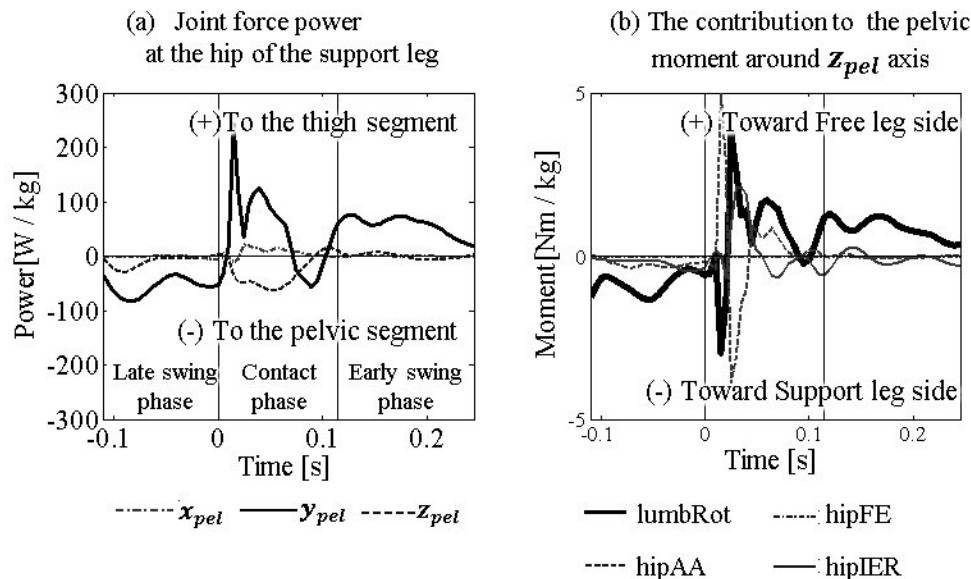 (a) Joint force power
at the hip of the support leg
300
200
100
0
-100
-200
-300
Power[W / kg]
(+) To the thigh segment
(-) To the pelvic segment
Late swing phase
Contact phase
Early swing phase
-0.1
0
0.1
0.2
Time [s]
x_pel
y_pel
z_pel
(b) The contribution to the pelvic
moment around z_pel axis
5
0
-5
Moment[Nm / kg]
(+) Toward Free leg side
(-) Toward Support leg side
-0.1
0
0.1
0.2
Time [s]
lumbRot
hipFE
hipAA
hipIER